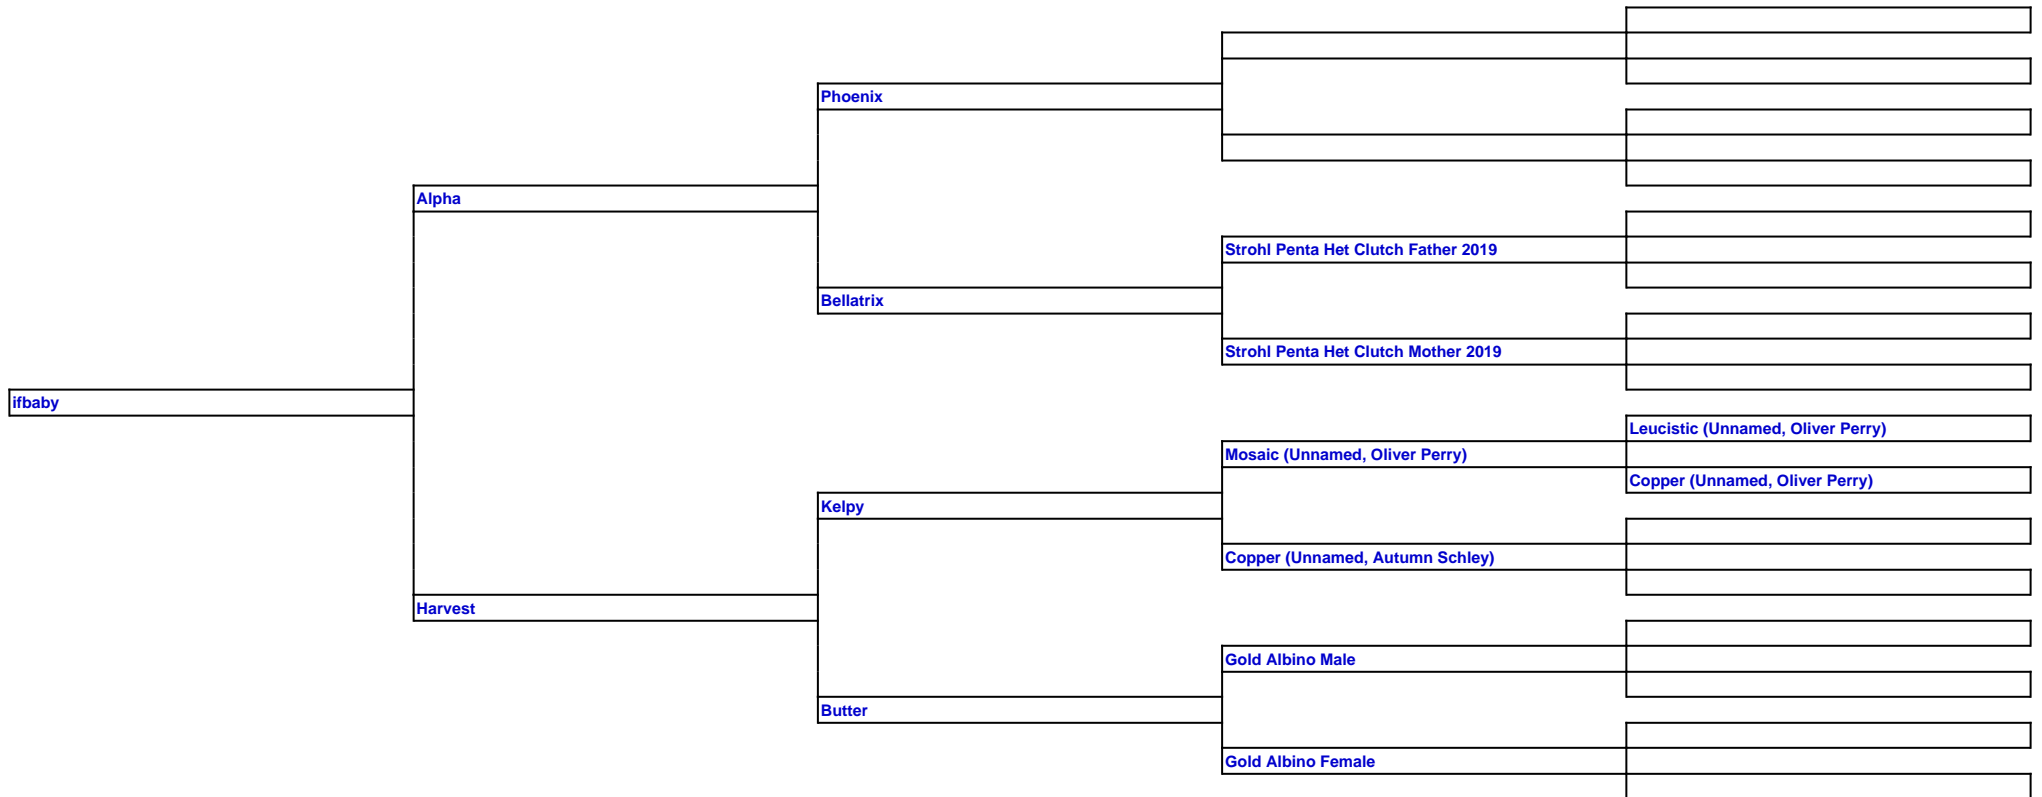 Phoenix
Alpha
Strohl Penta Het Clutch Father 2019
Bellatrix
Strohl Penta Het Clutch Mother 2019
ifbaby
Leucistic (Unnamed, Oliver Perry)
Mosaic (Unnamed, Oliver Perry)
Copper (Unnamed, Oliver Perry)
Kelpy
Copper (Unnamed, Autumn Schley)
Harvest
Gold Albino Male
Butter
Gold Albino Female